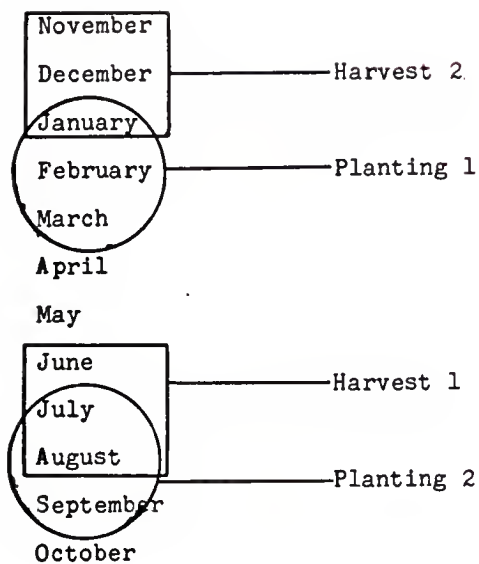 November
December Harvest 2
January
February Planting 1
March
April
May
June
Harvest 1
July
August
Planting 2
September
October